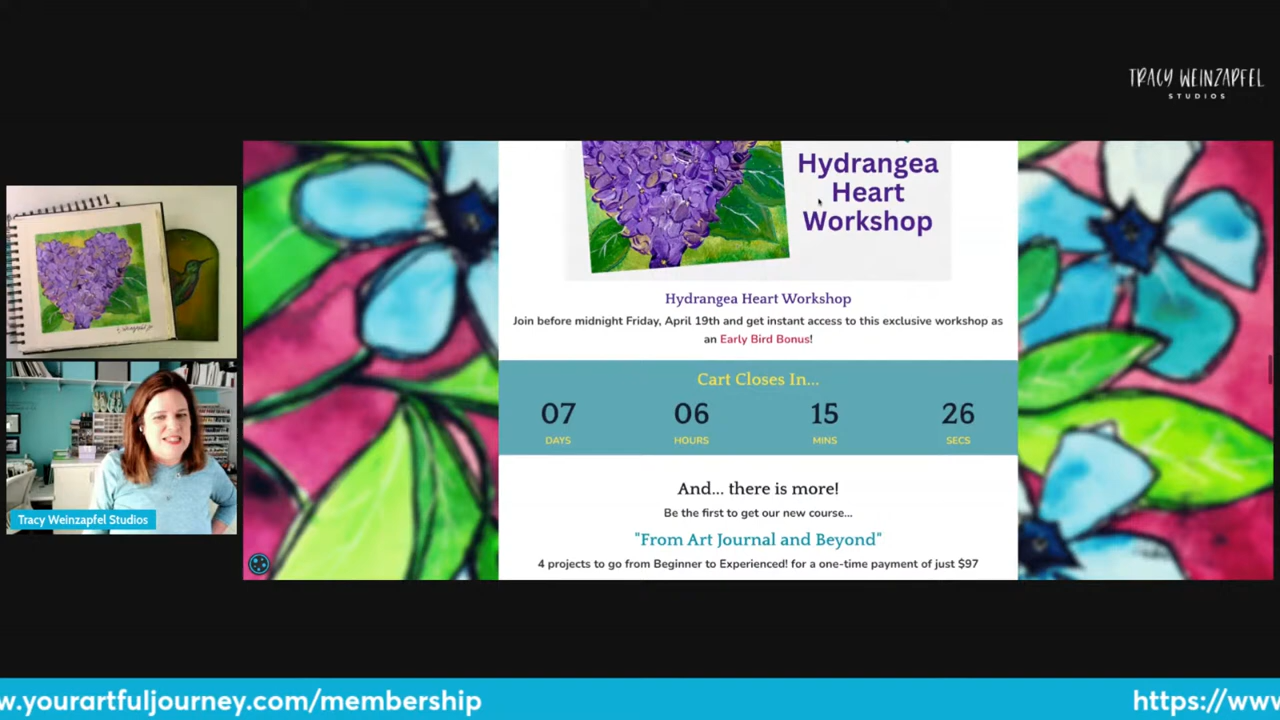 TRACY WEINZAPFEL
STUDIOS
Hydrangea
Heart
Workshop
Hydrangea Heart Workshop
Join before midnight Friday, April 19th and get instant access to this exclusive workshop as
an Early Bird Bonus!
Cart Closes In...
07 06 15 26
DAYS HOURS MINS SECS
And... there is more!
Be the first to get our new course...
"From Art Journal and Beyond"
4 projects to go from Beginner to Experienced! for a one-time payment of just $97
Tracy Weinzapfel Studios
w.yourartfuljourney.com/membership
https://www